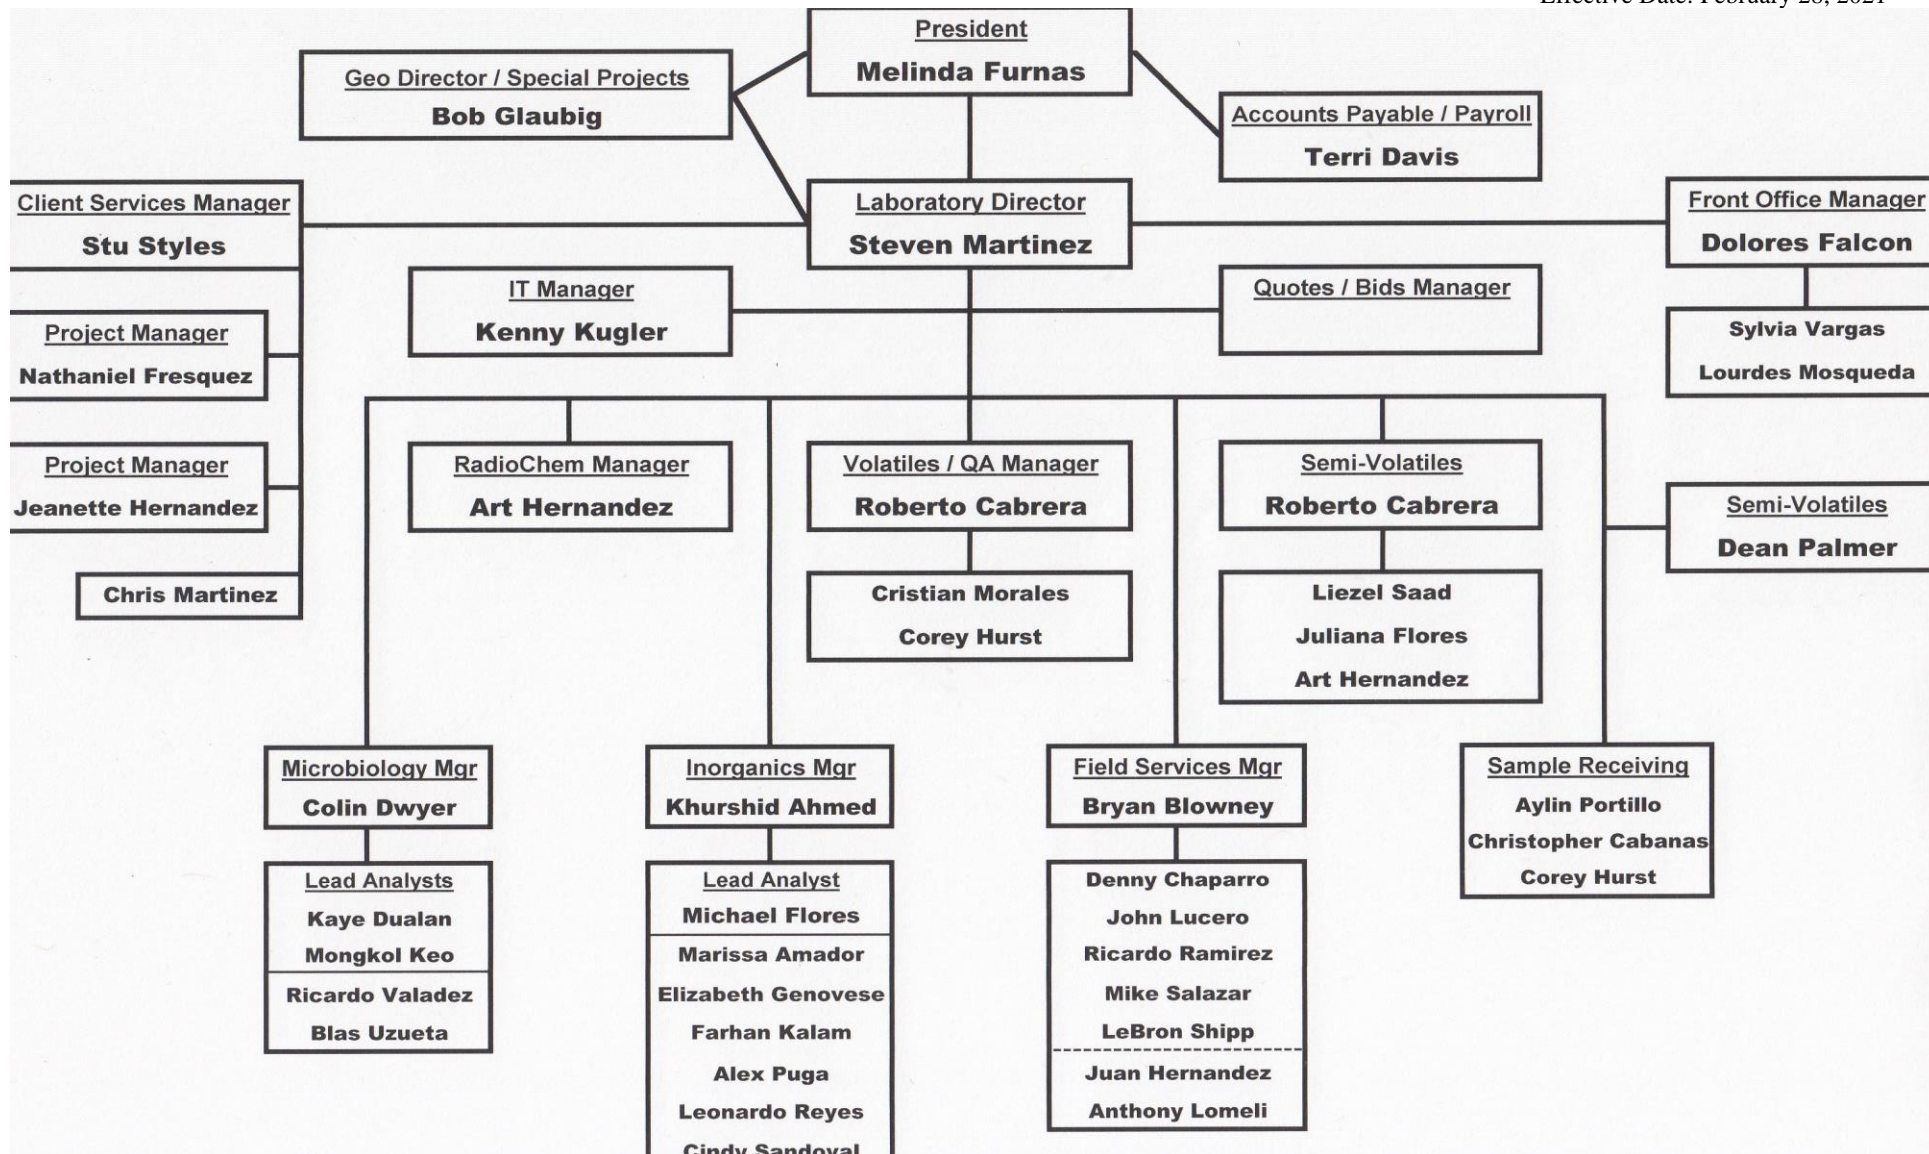 Effective Date: February 28, 2021
President
Melinda Furnas
Geo Director / Special Projects
Bob Glaubig
Accounts Payable / Payroll
Terri Davis
Client Services Manager
Stu Styles
Laboratory Director
Steven Martinez
Front Office Manager
Dolores Falcon
IT Manager
Kenny Kugler
Quotes / Bids Manager
Sylvia Vargas
Lourdes Mosqueda
Project Manager
Nathaniel Fresquez
Project Manager
Jeanette Hernandez
Chris Martinez
RadioChem Manager
Art Hernandez
Volatiles / QA Manager
Roberto Cabrera
Cristian Morales
Corey Hurst
Semi-Volatiles
Roberto Cabrera
Liezel Saad
Juliana Flores
Art Hernandez
Semi-Volatiles
Dean Palmer
Microbiology Mgr
Colin Dwyer
Lead Analysts
Kaye Dualan
Mongkol Keo
Ricardo Valadez
Blas Uzueta
Inorganics Mgr
Khurshid Ahmed
Lead Analyst
Michael Flores
Marissa Amador
Elizabeth Genovese
Farhan Kalam
Alex Puga
Leonardo Reyes
Cindy Sandoval
Field Services Mgr
Bryan Blowney
Denny Chaparro
John Lucero
Ricardo Ramirez
Mike Salazar
LeBron Shipp
Juan Hernandez
Anthony Lomeli
Sample Receiving
Aylin Portillo
Christopher Cabanas
Corey Hurst